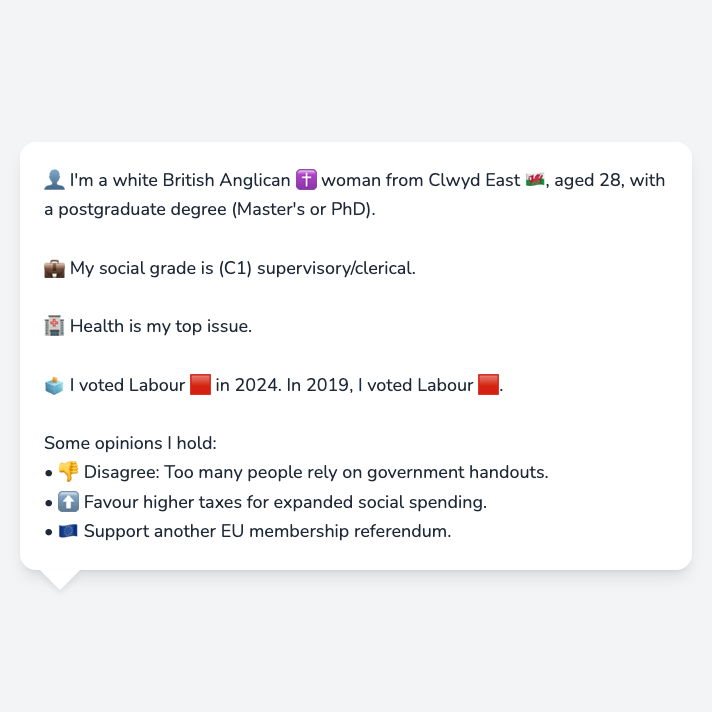 👤 I'm a white British Anglican ✝️ woman from Clwyd East 🏴󠁧󠁢󠁷󠁬󠁳󠁿, aged 28, with
a postgraduate degree (Master's or PhD).
💼 My social grade is (C1) supervisory/clerical.
🏥 Health is my top issue.
🗳️ I voted Labour 🟥 in 2024. In 2019, I voted Labour 🟥.
Some opinions I hold:
• 👎 Disagree: Too many people rely on government handouts.
• ⬆️ Favour higher taxes for expanded social spending.
• 🇪🇺 Support another EU membership referendum.